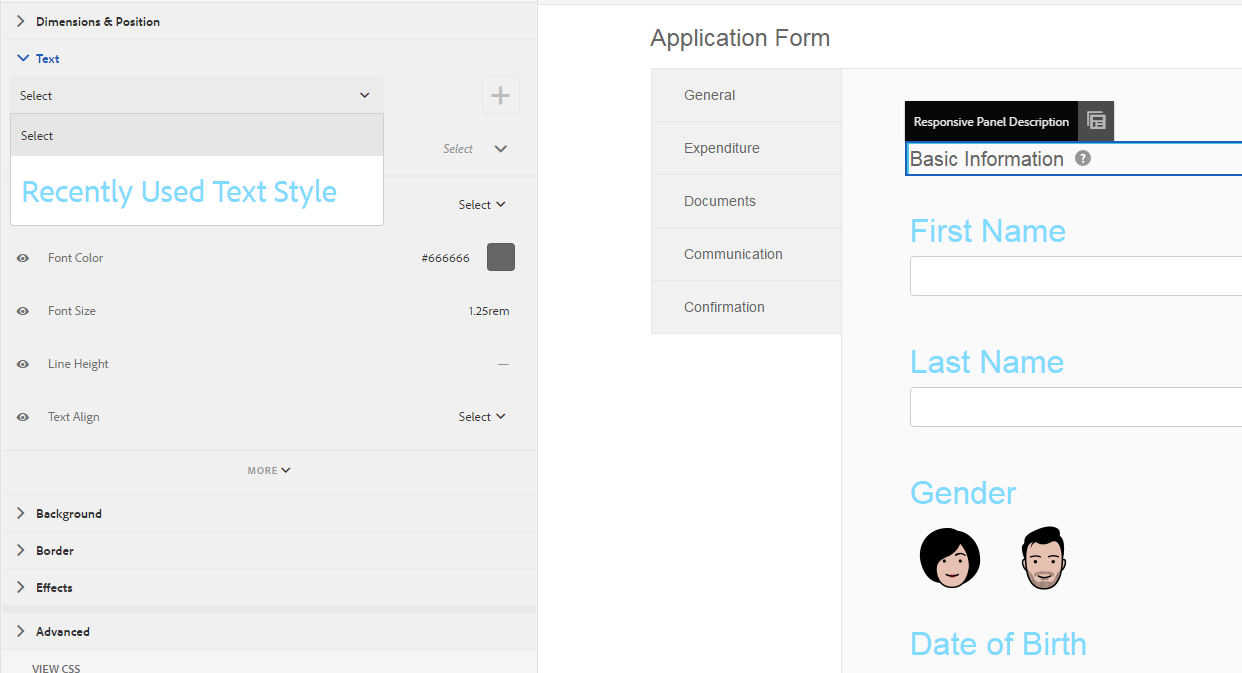 Dimensions & Position
Text
Select
Select
Recently Used Text Style
Select
Select
Font Color #666666
Font Size 1.25rem
Line Height —
Text Align Select
MORE
Background
Border
Effects
Advanced
VIEW CSS
Application Form
General
Expenditure
Documents
Communication
Confirmation
Responsive Panel Description
Basic Information ?
First Name
Last Name
Gender
Date of Birth